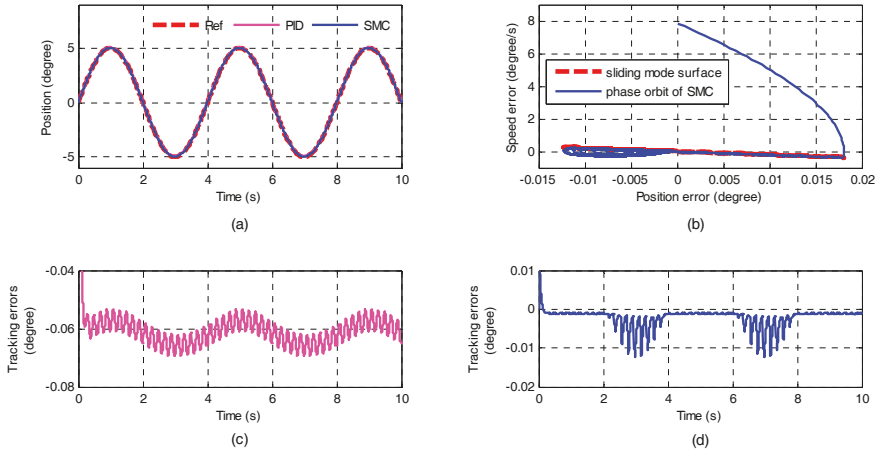 Ref PID SMC
Position (degree)
5
0
-5
0 2 4 6 8 10
Time (s)
(a)
Speed error (degree/s)
8
6
4
2
0
sliding mode surface
phase orbit of SMC
-0.015 -0.01 -0.005 0 0.005 0.01 0.015 0.02
Position error (degree)
(b)
Tracking errors
(degree)
-0.04
-0.06
-0.08
0 2 4 6 8 10
Time (s)
(c)
Tracking errors
(degree)
0.01
0
-0.01
-0.02
0 2 4 6 8 10
Time (s)
(d)